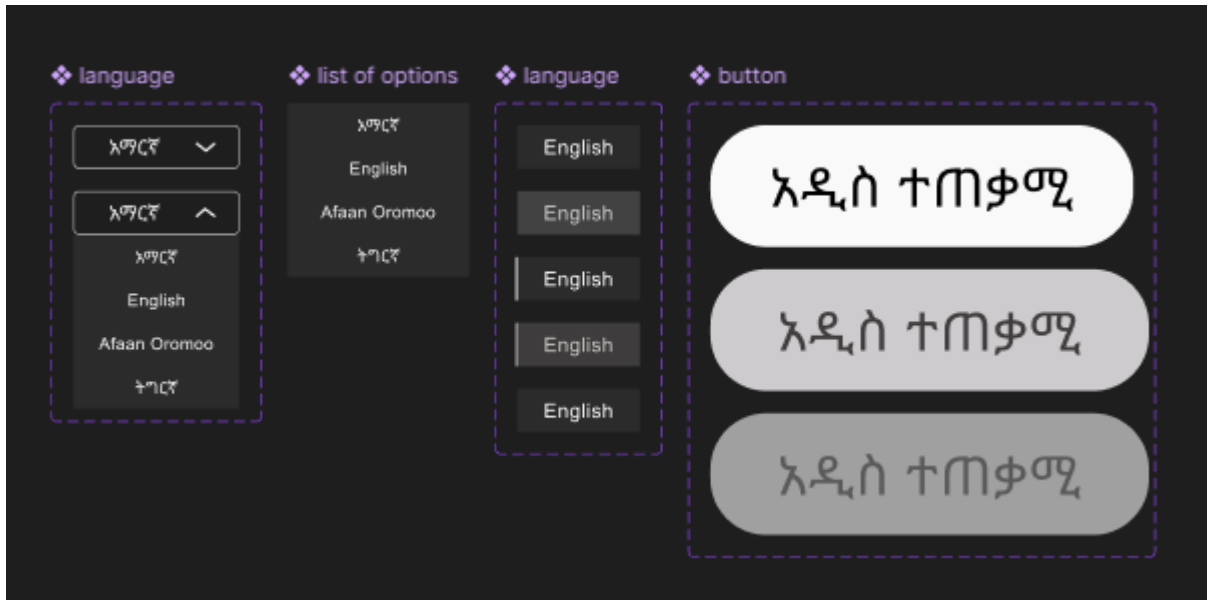 language
አማርኛ
አማርኛ
አማርኛ
English
Afaan Oromoo
ትግርኛ
list of options
አማርኛ
English
Afaan Oromoo
ትግርኛ
language
English
English
English
English
English
button
አዲስ ተጠቃሚ
አዲስ ተጠቃሚ
አዲስ ተጠቃሚ